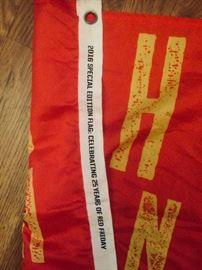 2016 SPECIAL EDITION FLAG: CELEBRATING 25 YEARS OF RED FRIDAY
H
N